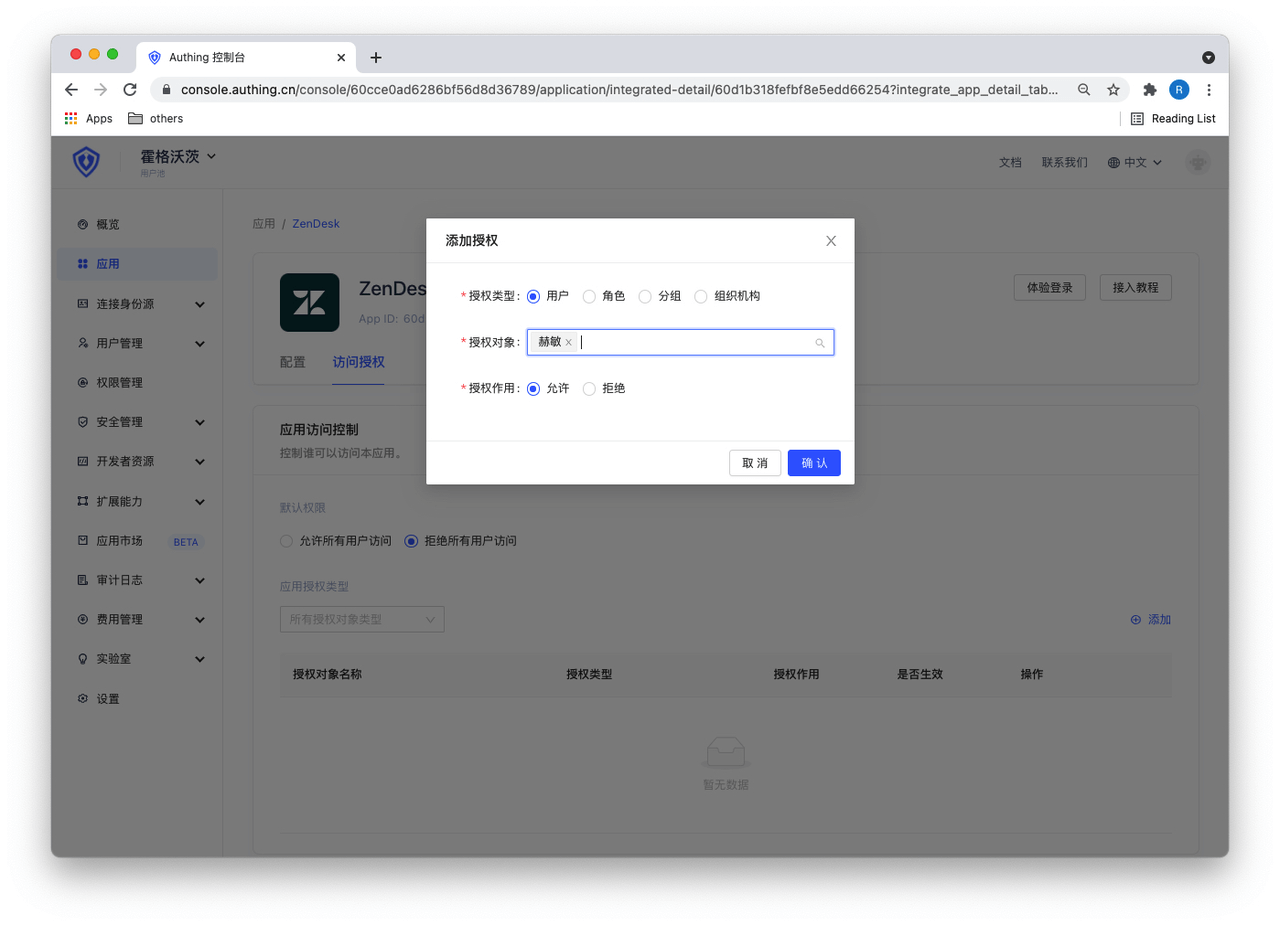 Authing 控制台
console.authing.cn/console/60cce0ad6286bf56d8d36789/application/integrated-detail/60d1b318fefbf8e5edd66254?integrate_app_detail_tab...
R
Apps others Reading List
霍格沃茨
用户池
文档 联系我们 中文
概览
应用
连接身份源
用户管理
权限管理
安全管理
开发者资源
扩展能力
应用市场 BETA
审计日志
费用管理
实验室
设置
应用 / ZenDesk
ZenDes
App ID: 60d
体验登录 接入教程
配置 访问授权
添加授权
*授权类型: 用户 角色 分组 组织机构
*授权对象: 赫敏
*授权作用: 允许 拒绝
取 消 确 认
应用访问控制
控制谁可以访问本应用。
默认权限
允许所有用户访问 拒绝所有用户访问
应用授权类型
所有授权对象类型
添加
授权对象名称 授权类型 授权作用 是否生效 操作
暂无数据